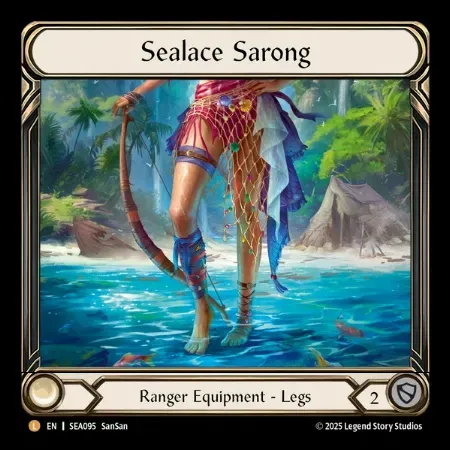 Sealace Sarong
Ranger Equipment - Legs
2
L EN | SEA095 SanSan
© 2025 Legend Story Studios